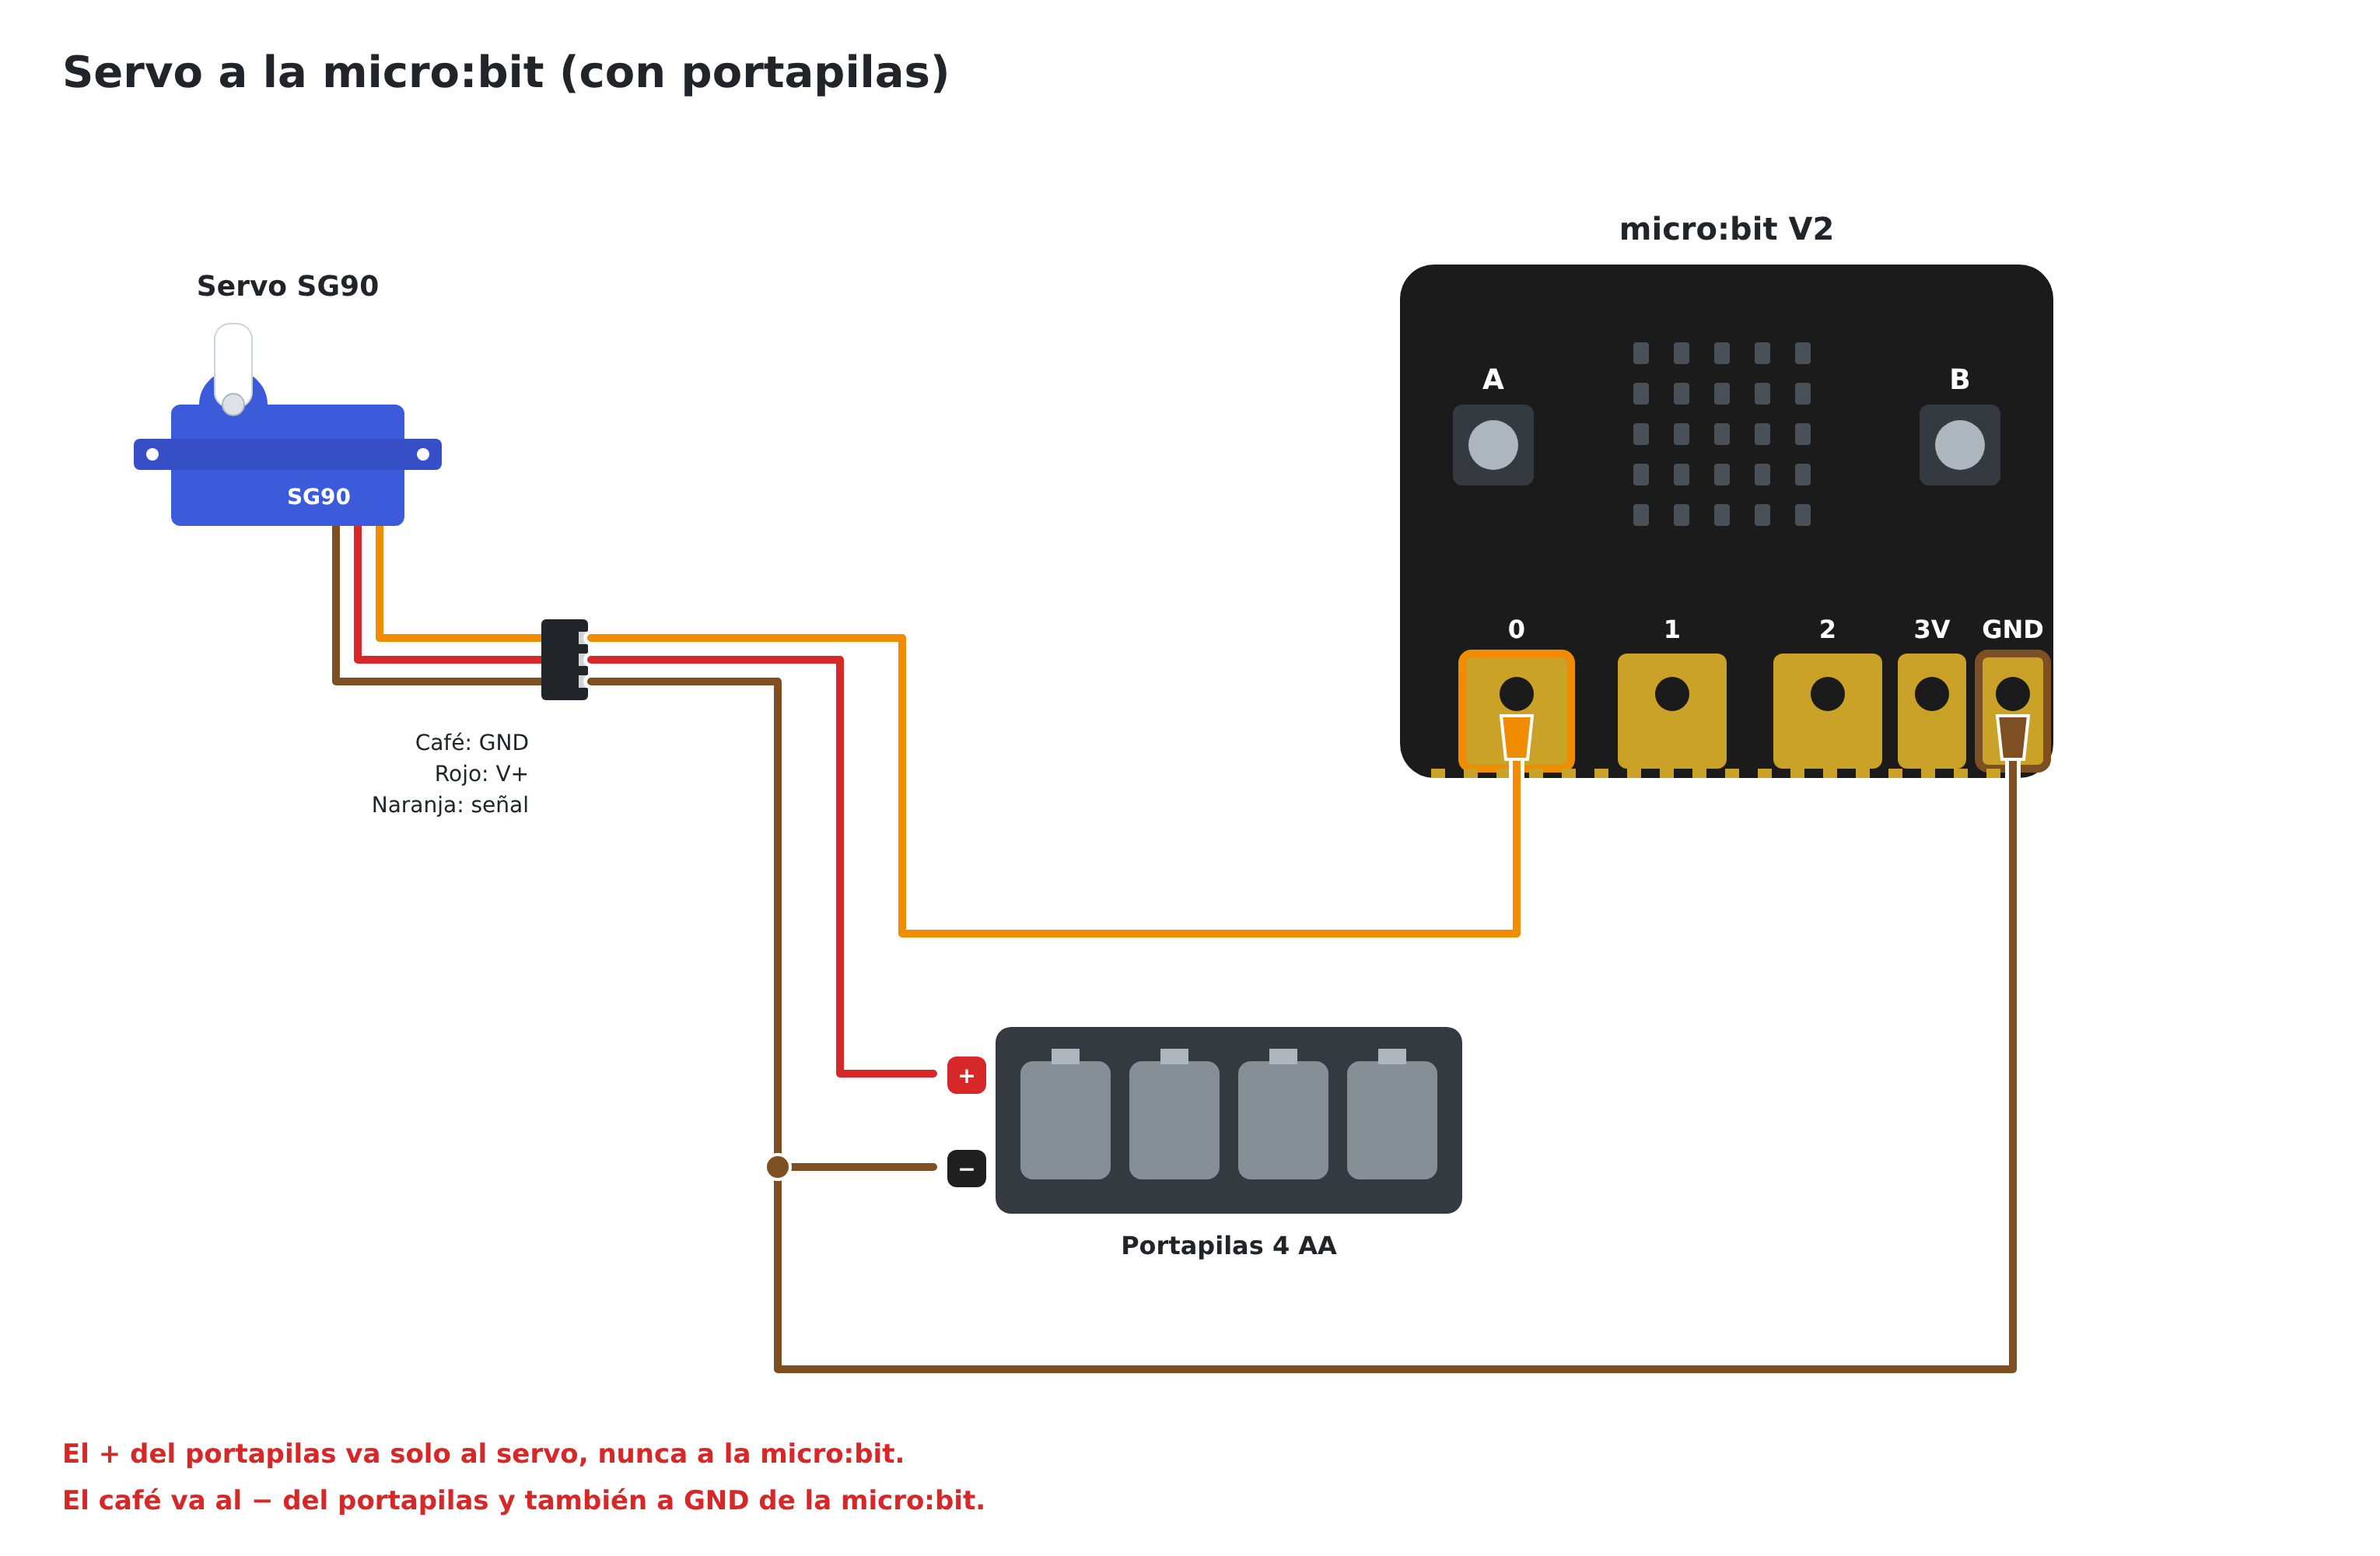 Servo a la micro:bit (con portapilas)
micro:bit V2
Servo SG90
A
B
SG90
0 1 2 3V GND
Café: GND
Rojo: V+
Naranja: señal
+
−
Portapilas 4 AA
El + del portapilas va solo al servo, nunca a la micro:bit.
El café va al − del portapilas y también a GND de la micro:bit.